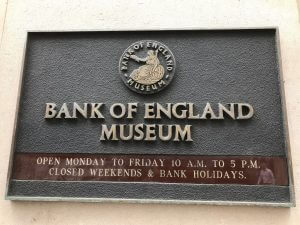 BANK OF ENGLAND
MUSEUM
BANK OF ENGLAND
MUSEUM
OPEN MONDAY TO FRIDAY 10 A.M. TO 5 P.M.
CLOSED WEEKENDS & BANK HOLIDAYS.